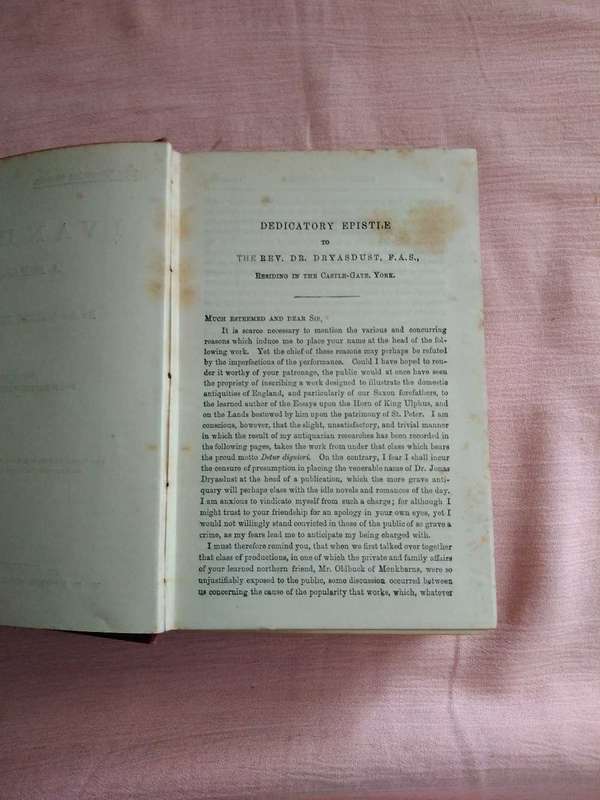 DEDICATORY EPISTLE
TO
THE REV. DR. DRYASDUST, F.A.S.,
RESIDING IN THE CASTLE-GATE, YORK.
MUCH ESTEEMED AND DEAR SIR,
It is scarce necessary to mention the various and concurring
reasons which induce me to place your name at the head of the fol-
lowing work. Yet the chief of these reasons may perhaps be refuted
by the imperfections of the performance. Could I have hoped to ren-
der it worthy of your patronage, the public would at once have seen
the propriety of inscribing a work designed to illustrate the domestic
antiquities of England, and particularly of our Saxon forefathers, to
the learned author of the Essays upon the Horn of King Ulphus, and
on the Lands bestowed by him upon the patrimony of St. Peter. I am
conscious, however, that the slight, unsatisfactory, and trivial manner
in which the result of my antiquarian researches has been recorded in
the following pages, takes the work from under that class which bears
the proud motto Detur digniori. On the contrary, I fear I shall incur
the censure of presumption in placing the venerable name of Dr. Jonas
Dryasdust at the head of a publication, which the more grave anti-
quary will perhaps class with the idle novels and romances of the day.
I am anxious to vindicate myself from such a charge; for although I
might trust to your friendship for an apology in your own eyes, yet I
would not willingly stand convicted in those of the public of so grave a
crime, as my fears lead me to anticipate my being charged with.
I must therefore remind you, that when we first talked over together
that class of productions, in one of which the private and family affairs
of your learned northern friend, Mr. Oldbuck of Monkbarns, were so
unjustifiably exposed to the public, some discussion occurred between
us concerning the cause of the popularity that works, which, whatever